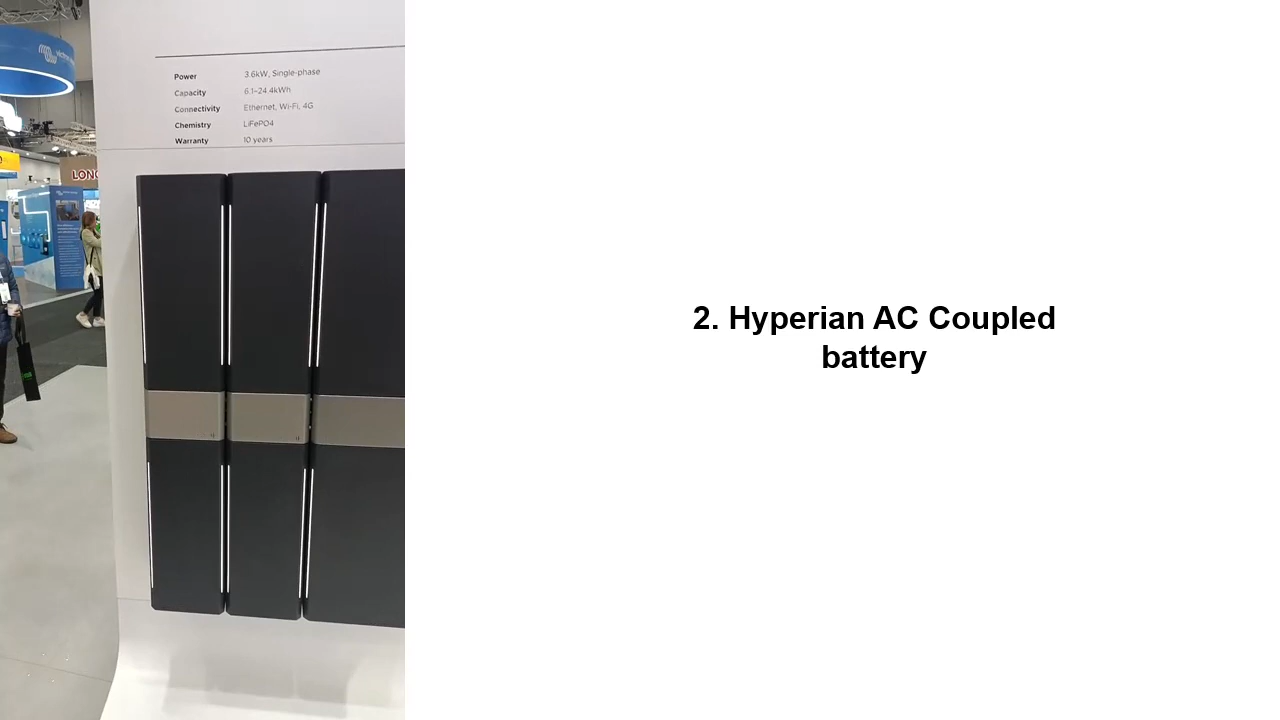 Power 3.6kW, Single-phase
Capacity 6.1–24.4kWh
Connectivity Ethernet, Wi-Fi, 4G
Chemistry LiFePO4
Warranty 10 years
LONG
2. Hyperian AC Coupled
battery